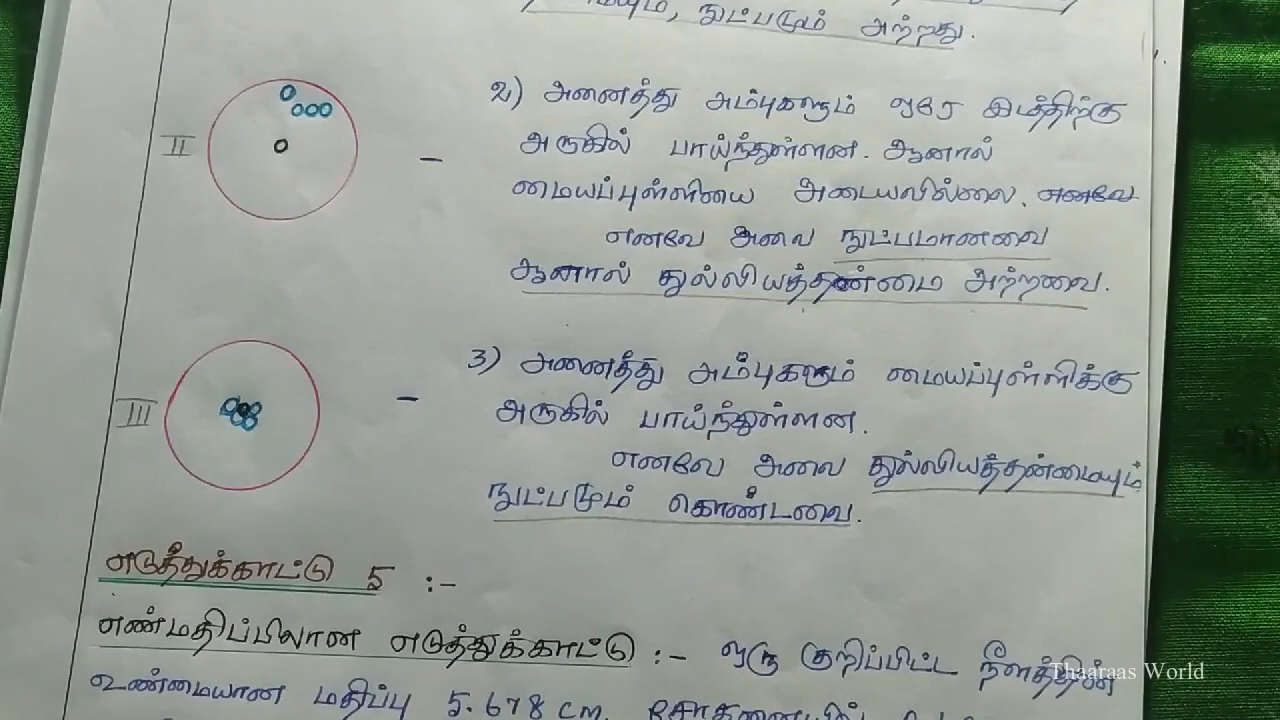 நுட்பமும் அற்றது.
II
–
2) அனைத்து அம்புகளும் ஒரே இடத்திற்கு
அருகில் பாய்ந்துள்ளன. ஆனால்
மையப்புள்ளியை அடையவில்லை. எனவே
எனவே அவை நுட்பமானவை
ஆனால் துல்லியத்தன்மை அற்றவை.
III
–
3) அனைத்து அம்புகளும் மையப்புள்ளிக்கு
அருகில் பாய்ந்துள்ளன.
எனவே அவை துல்லியத்தன்மையும்
நுட்பமும் கொண்டவை.
எடுத்துக்காட்டு 5 :-
எண்மதிப்பிலான எடுத்துக்காட்டு :- ஒரு குறிப்பிட்ட நீளத்தின்
உண்மையான மதிப்பு 5.678 cm. சோதனையில்
Thaaraas World